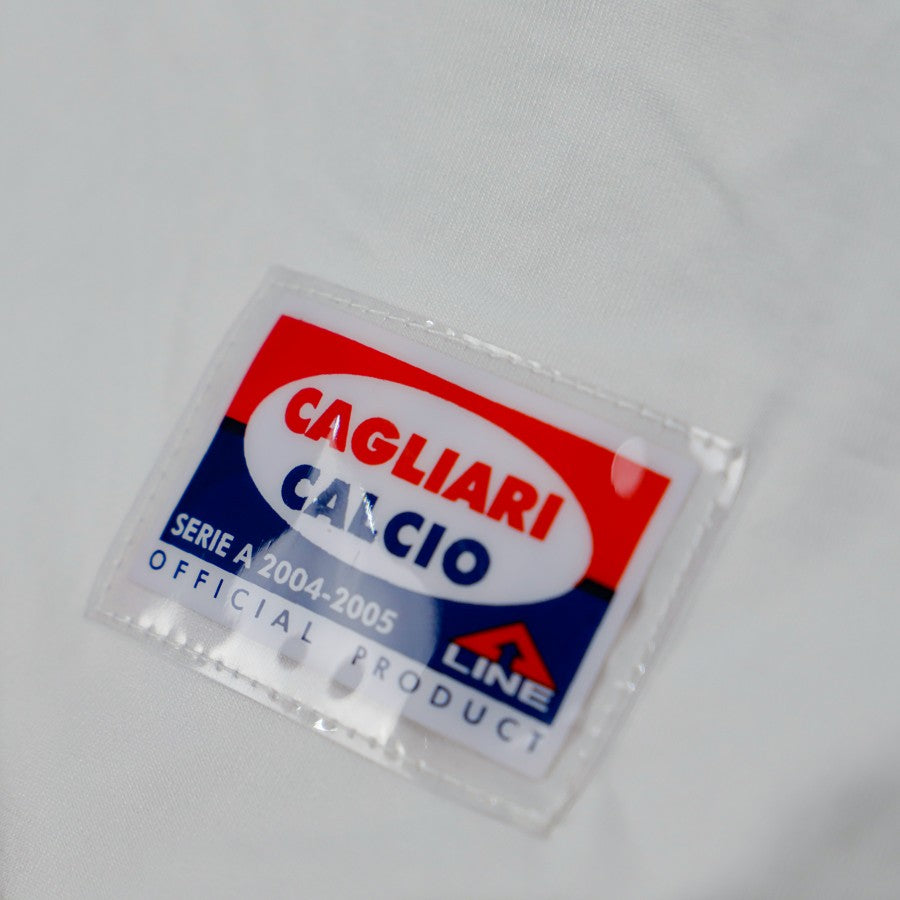 CAGLIARI
CALCIO
SERIE A 2004-2005
A LINE
OFFICIAL PRODUCT